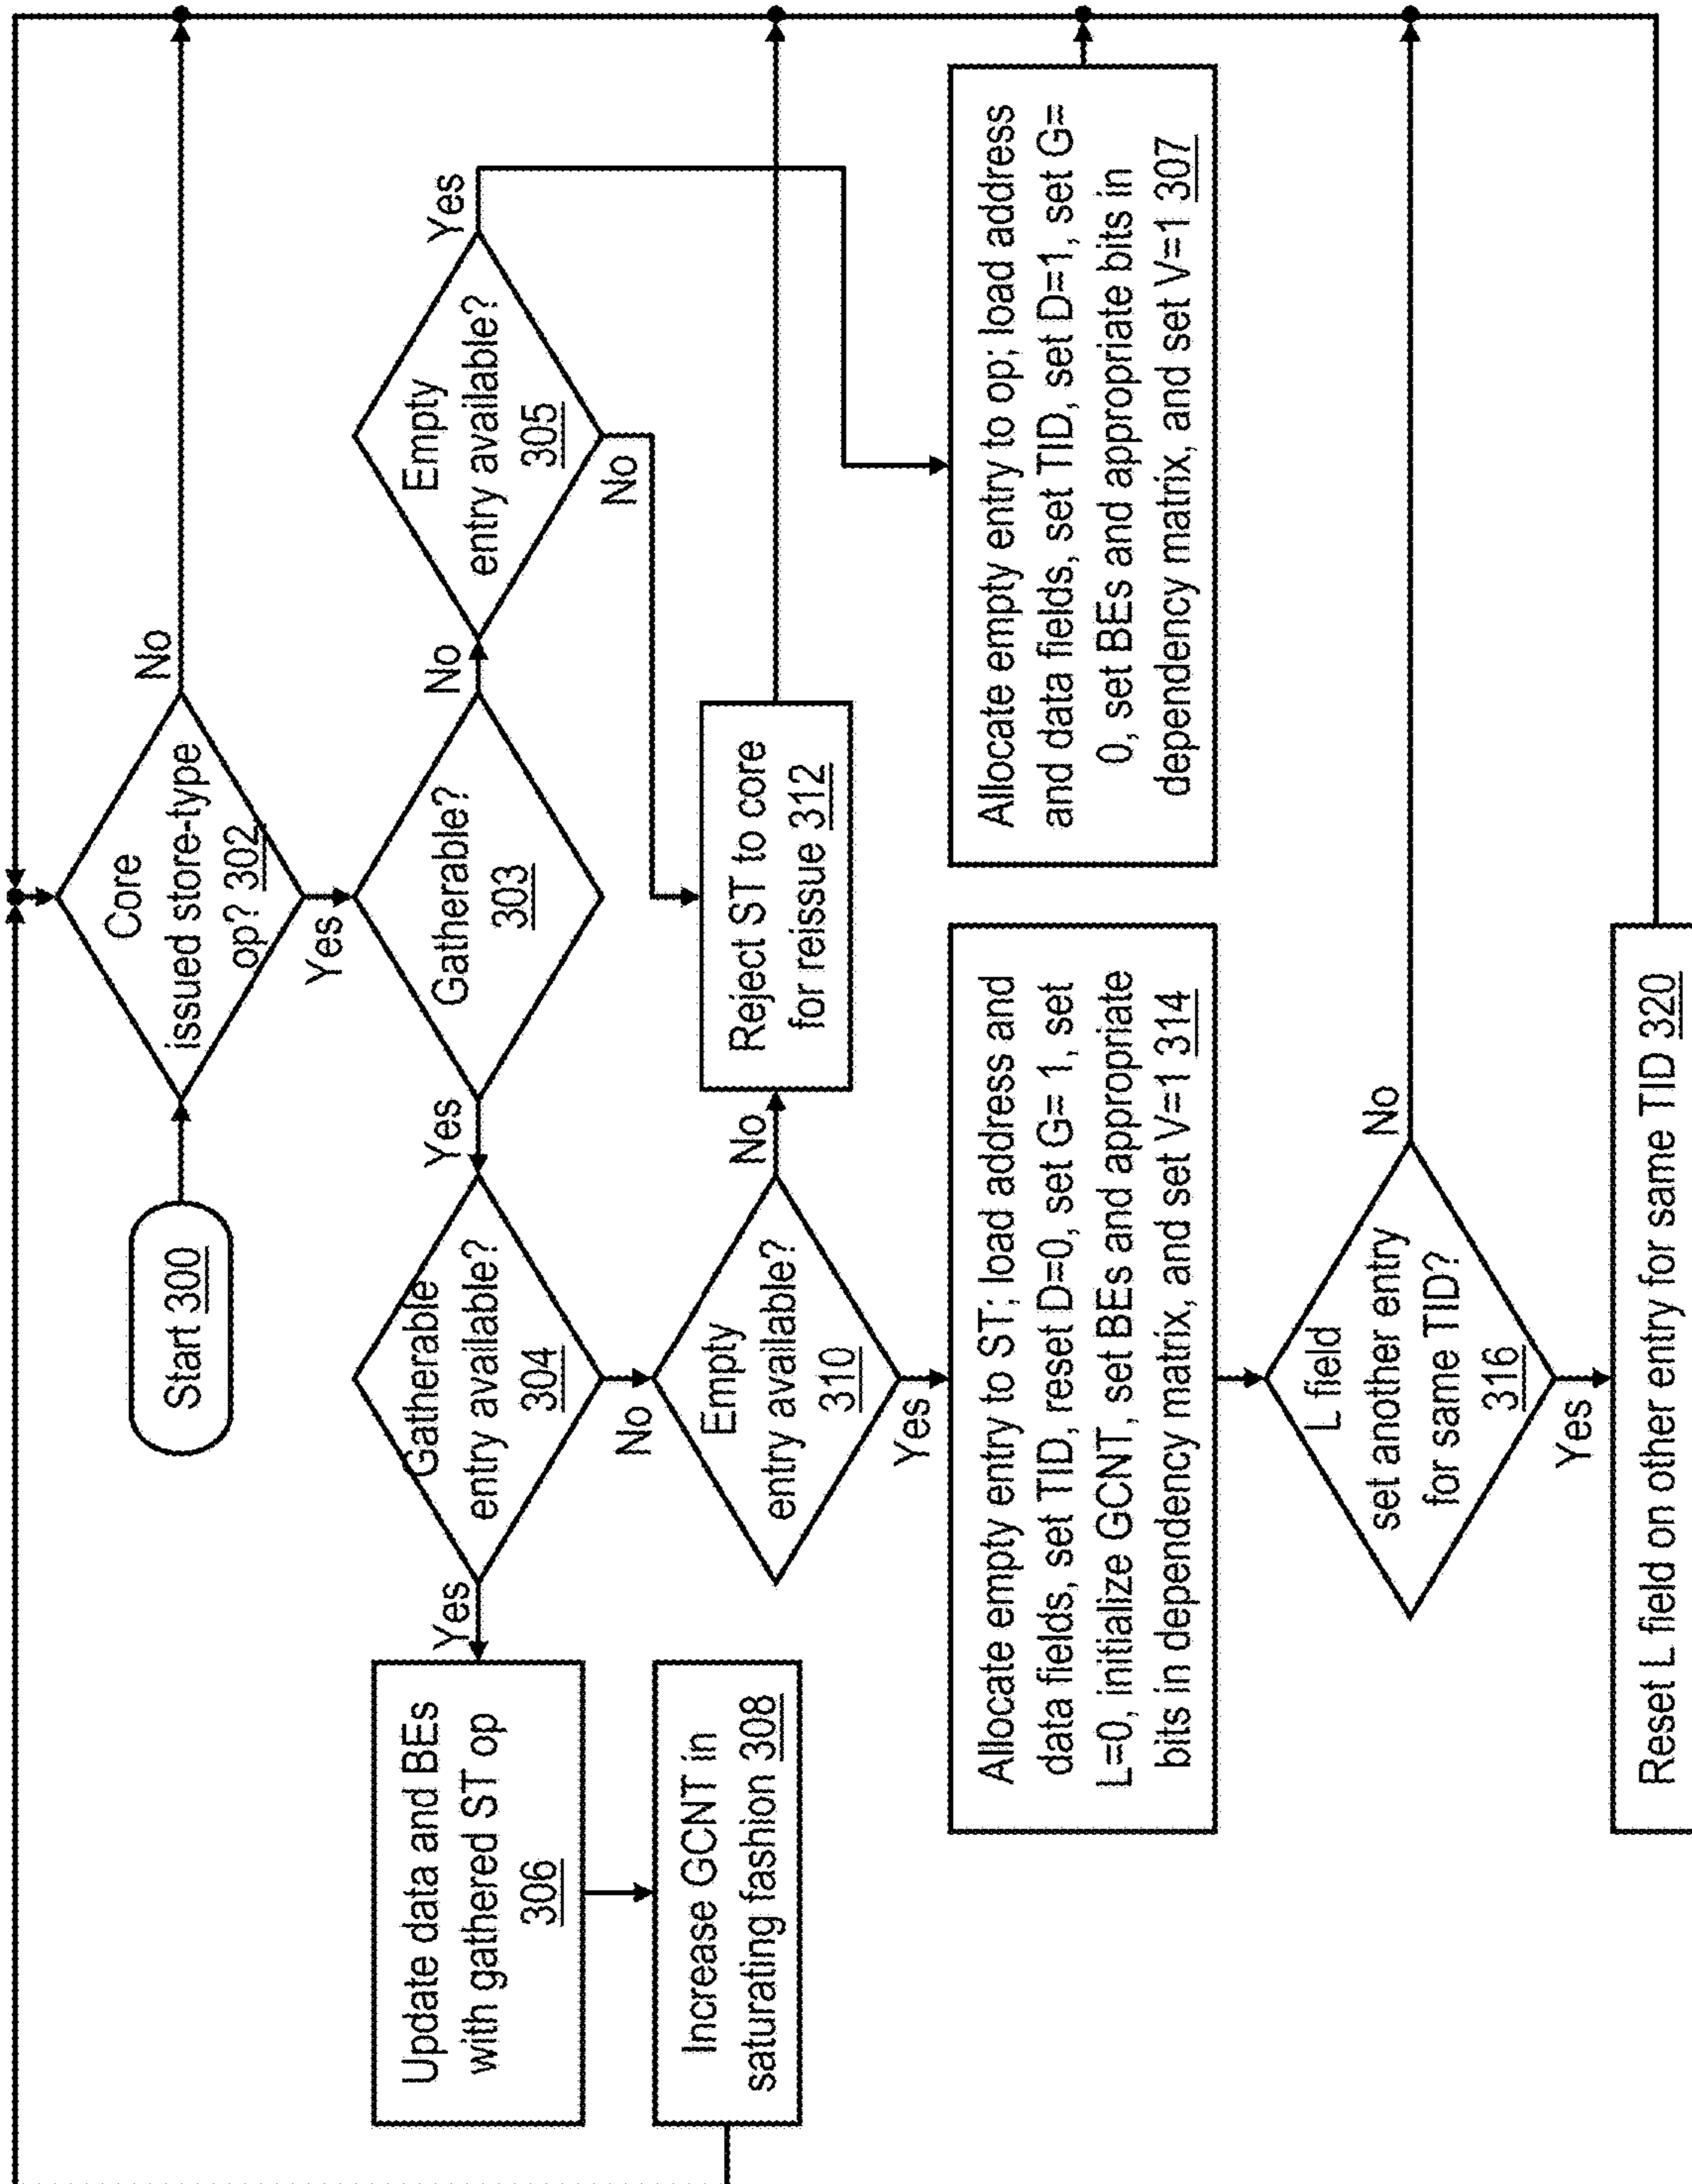 Start 300
Core
issued store-type
op? 302
No
Yes
Gatherable?
303
Yes
No
Gatherable
entry available?
304
Yes
No
Empty
entry available?
305
Yes
No
Update data and BEs
with gathered ST op
306
Increase GCNT in
saturating fashion 308
Empty
entry available?
310
No
Yes
Reject ST to core
for reissue 312
Allocate empty entry to ST; load address and
data fields, set TID, reset D=0, set G= 1, set
L=0, initialize GCNT, set BEs and appropriate
bits in dependency matrix, and set V=1 314
Allocate empty entry to op; load address
and data fields, set TID, set D=1, set G=
0, set BEs and appropriate bits in
dependency matrix, and set V=1 307
L field
set another entry
for same TID?
316
No
Yes
Reset L field on other entry for same TID 320